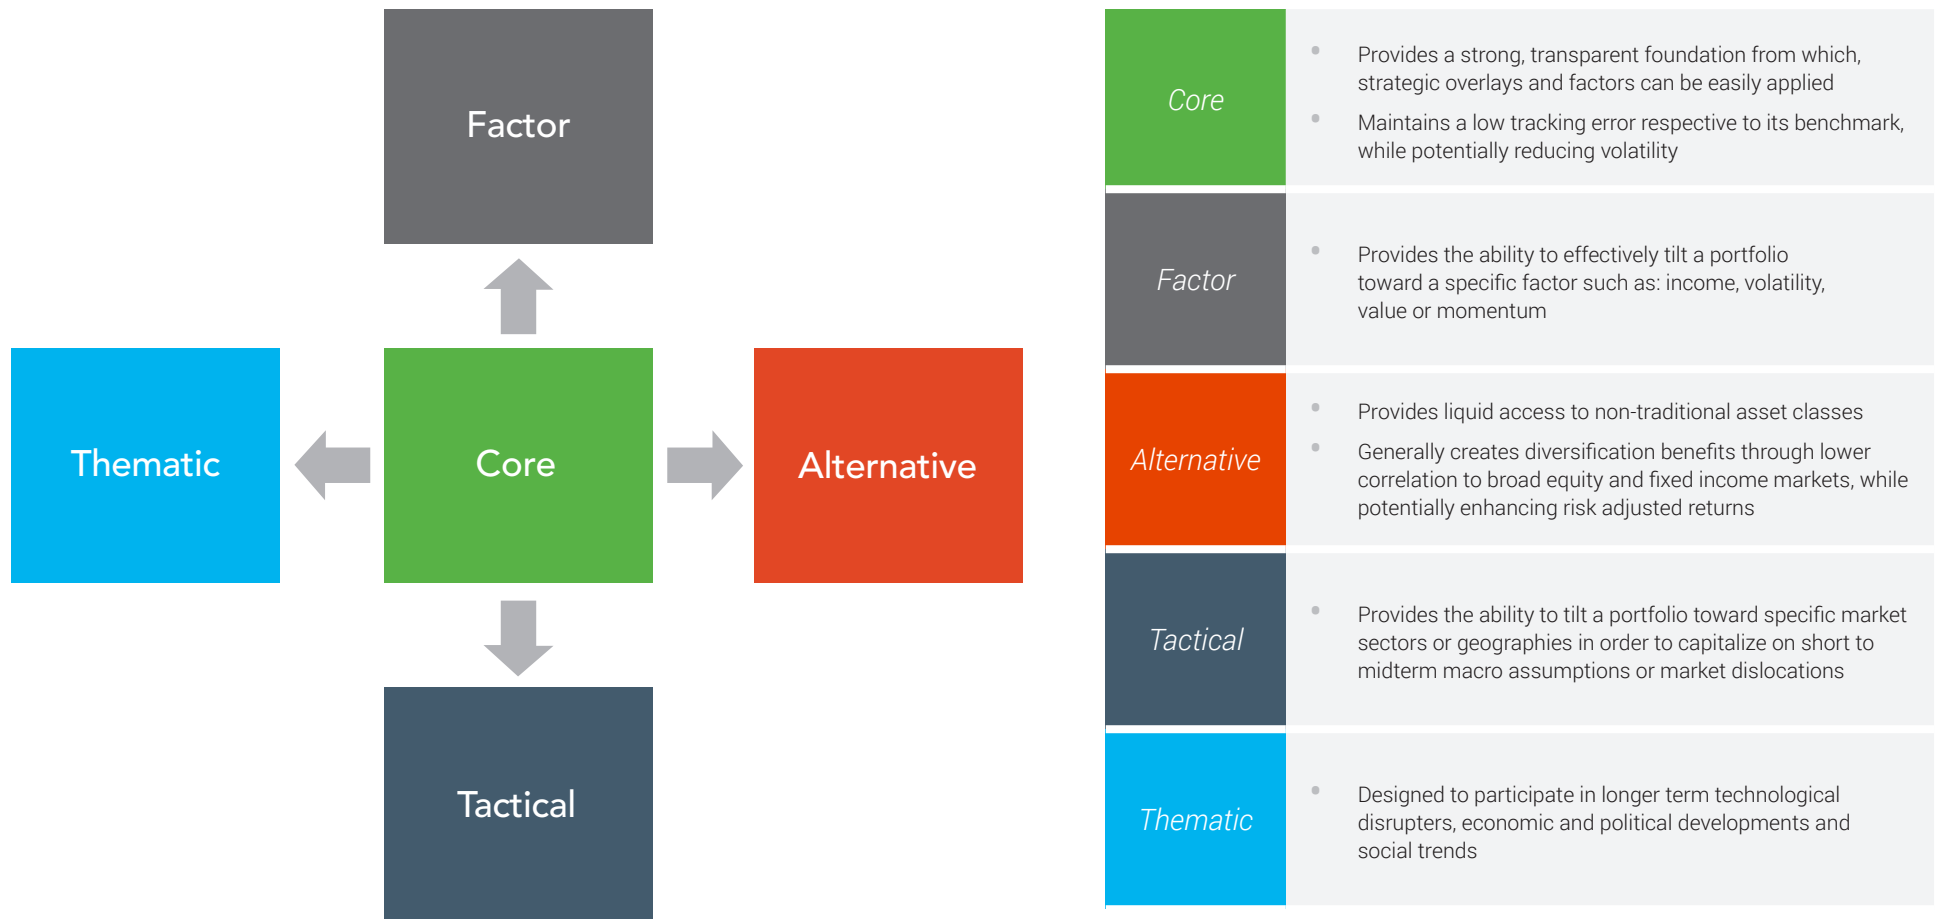 Factor
Thematic
Core
Alternative
Tactical
Core
Provides a strong, transparent foundation from which,
strategic overlays and factors can be easily applied
Maintains a low tracking error respective to its benchmark,
while potentially reducing volatility
Factor
Provides the ability to effectively tilt a portfolio
toward a specific factor such as: income, volatility,
value or momentum
Alternative
Provides liquid access to non-traditional asset classes
Generally creates diversification benefits through lower
correlation to broad equity and fixed income markets, while
potentially enhancing risk adjusted returns
Tactical
Provides the ability to tilt a portfolio toward specific market
sectors or geographies in order to capitalize on short to
midterm macro assumptions or market dislocations
Thematic
Designed to participate in longer term technological
disrupters, economic and political developments and
social trends